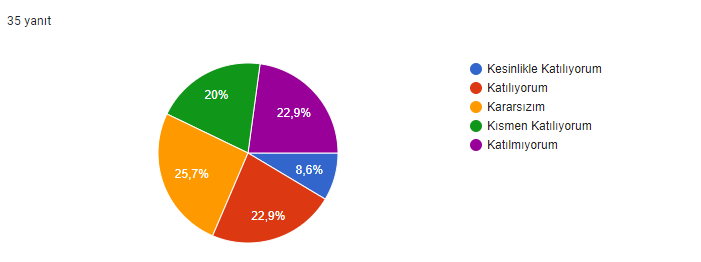 35 yanıt
Kesinlikle Katılıyorum
Katılıyorum
Kararsızım
Kısmen Katılıyorum
Katılmıyorum
20%
22,9%
25,7%
8,6%
22,9%